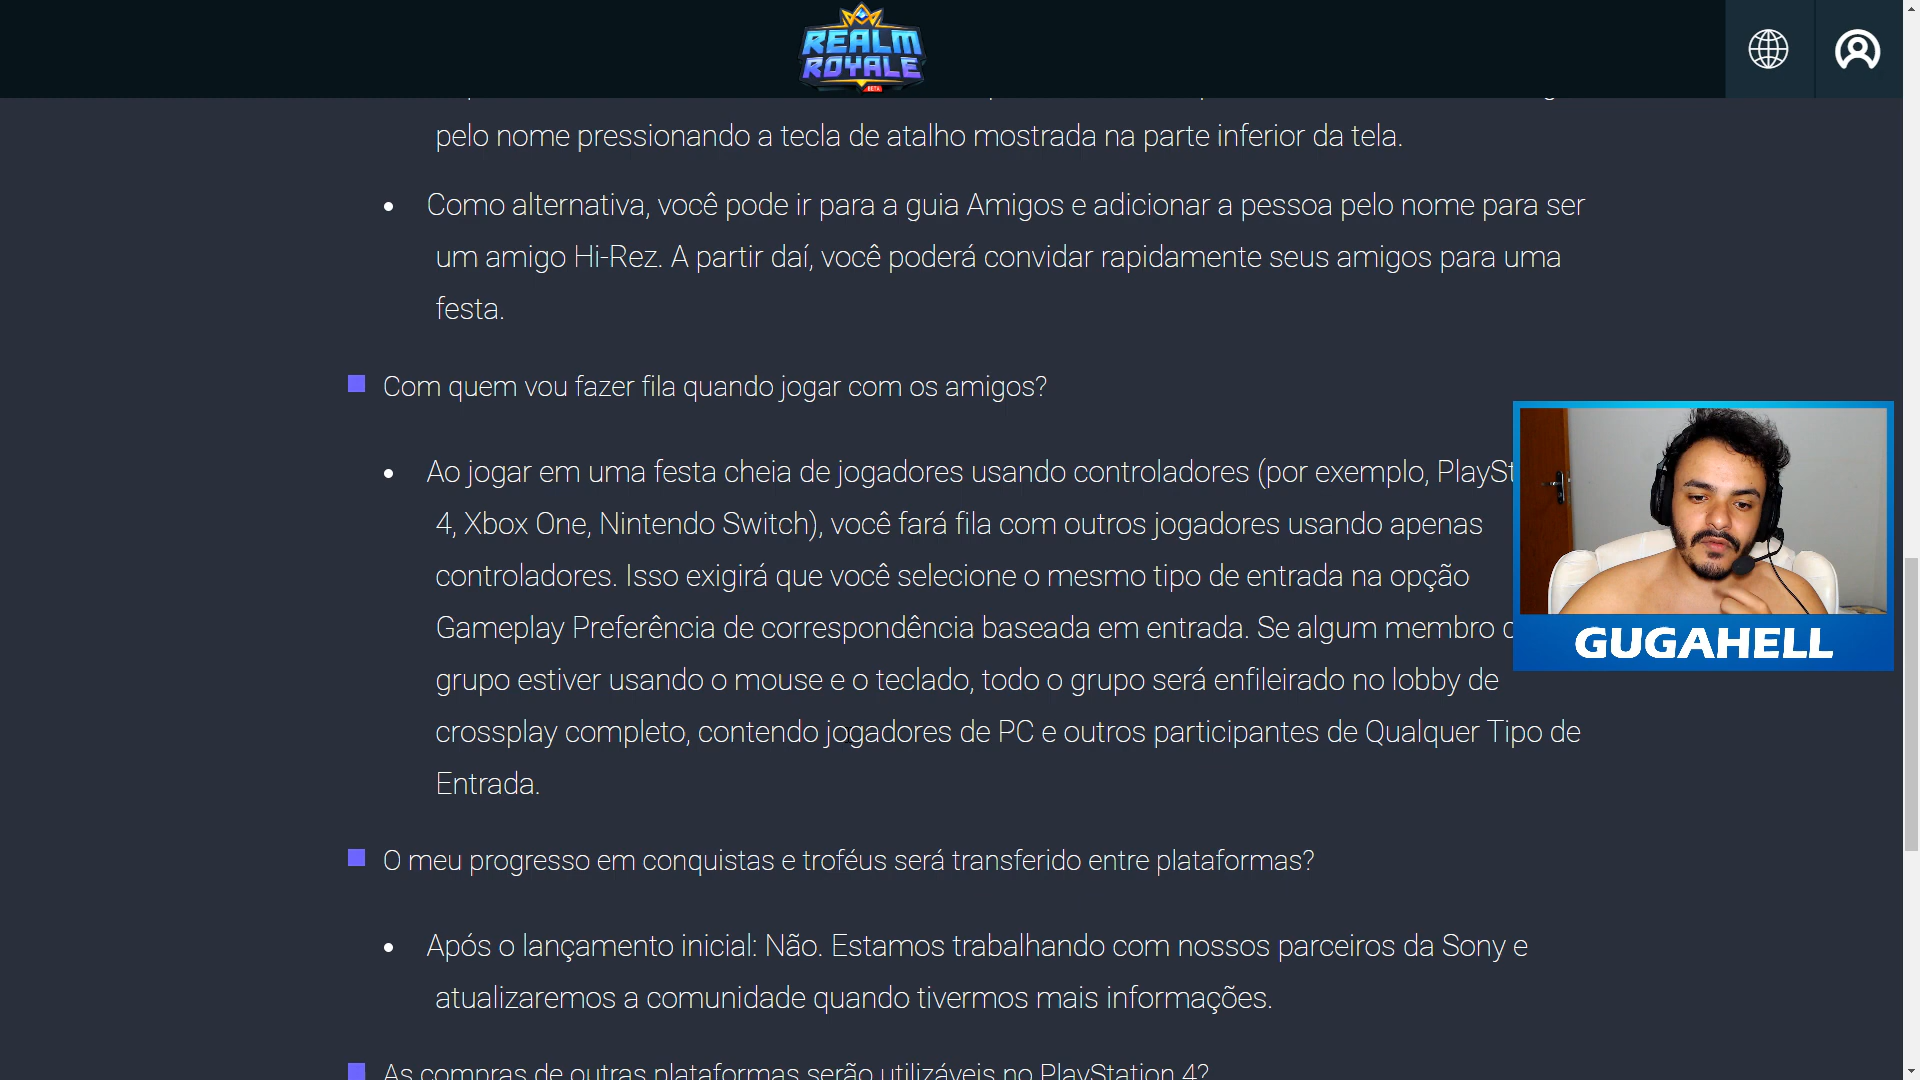 REALM
ROYALE
BETA
pelo nome pressionando a tecla de atalho mostrada na parte inferior da tela.
Como alternativa, você pode ir para a guia Amigos e adicionar a pessoa pelo nome para ser
um amigo Hi-Rez. A partir daí, você poderá convidar rapidamente seus amigos para uma
festa.
Com quem vou fazer fila quando jogar com os amigos?
Ao jogar em uma festa cheia de jogadores usando controladores (por exemplo,
4, Xbox One, Nintendo Switch), você fará fila com outros jogadores usando apenas
controladores. Isso exigirá que você selecione o mesmo tipo de entrada na opção
Gameplay Preferência de correspondência baseada em entrada. Se algum membro
grupo estiver usando o mouse e o teclado, todo o grupo será enfileirado no lobby de
crossplay completo, contendo jogadores de PC e outros participantes de Qualquer Tipo de
Entrada.
GUGAHELL
O meu progresso em conquistas e troféus será transferido entre plataformas?
Após o lançamento inicial: Não. Estamos trabalhando com nossos parceiros da Sony e
atualizaremos a comunidade quando tivermos mais informações.
As compras de outras plataformas serão utilizáveis no PlayStation 4?